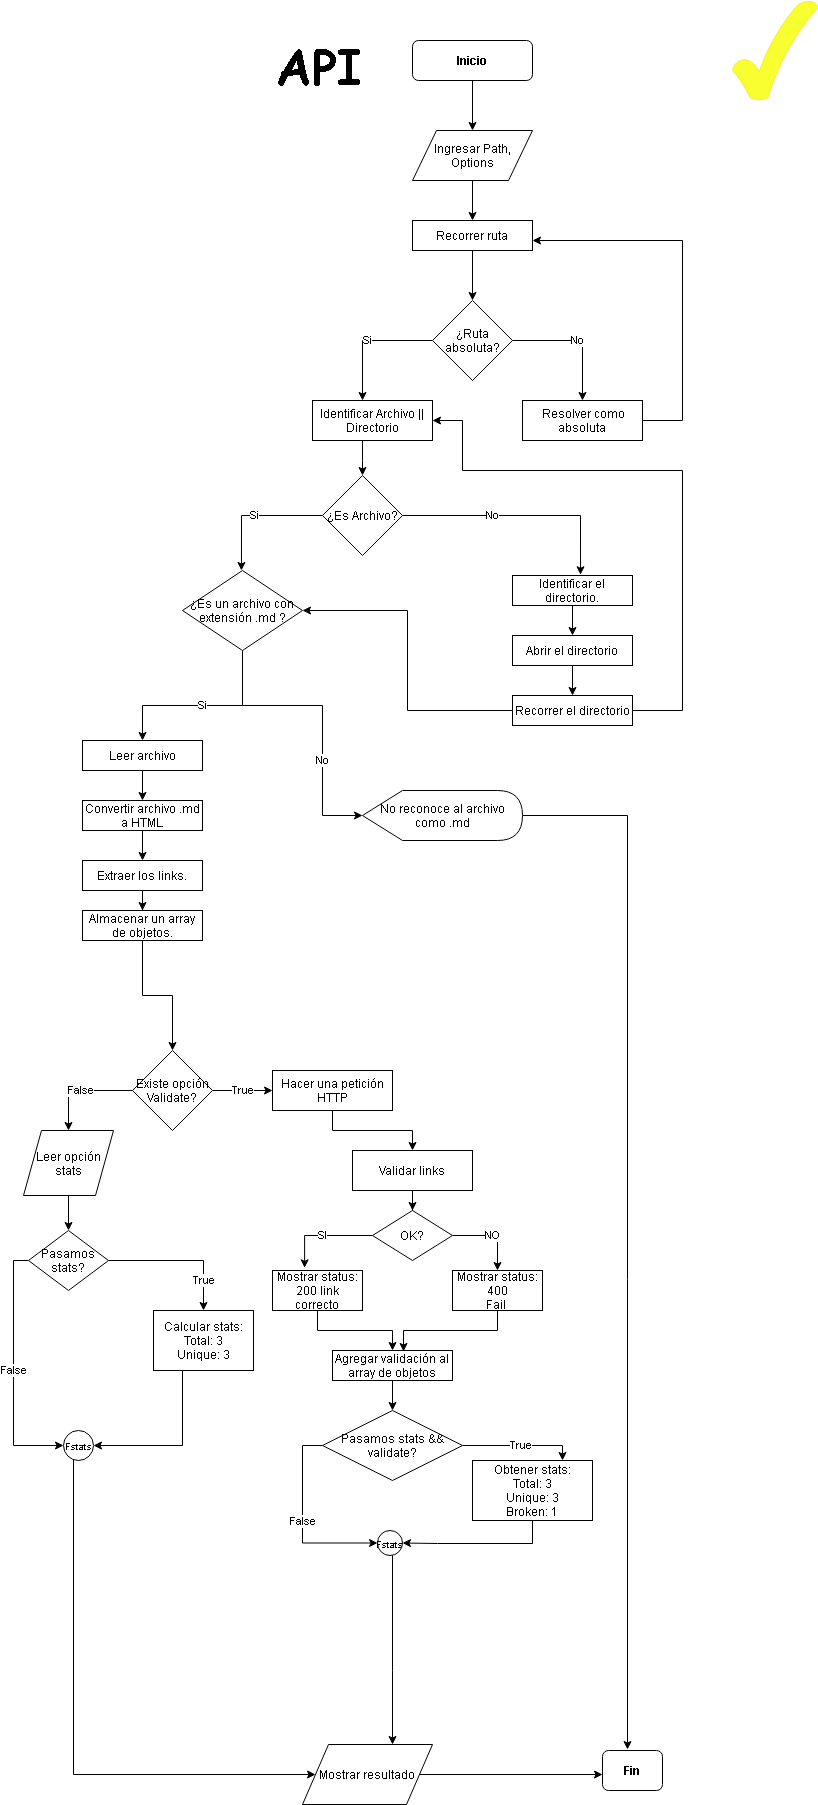 API
Inicio
Ingresar Path,
Options
Recorrer ruta
¿Ruta
absoluta?
Si
No
Identificar Archivo ||
Directorio
Resolver como
absoluta
¿Es Archivo?
Si
No
Identificar el
directorio.
¿Es un archivo con
extensión .md ?
Abrir el directorio
Recorrer el directorio
Si
No
Leer archivo
Convertir archivo .md
a HTML
No reconoce al archivo
como .md
Extraer los links.
Almacenar un array
de objetos.
Existe opción
Validate?
False
True
Hacer una petición
HTTP
Leer opción
stats
Validar links
OK?
SI
NO
Pasamos
stats?
True
False
Mostrar status:
200 link
correcto
Mostrar status:
400
Fail
Calcular stats:
Total: 3
Unique: 3
Agregar validación al
array de objetos
Fstats
Pasamos stats &&
validate?
True
False
Obtener stats:
Total: 3
Unique: 3
Broken: 1
Fstats
Mostrar resultado
Fin